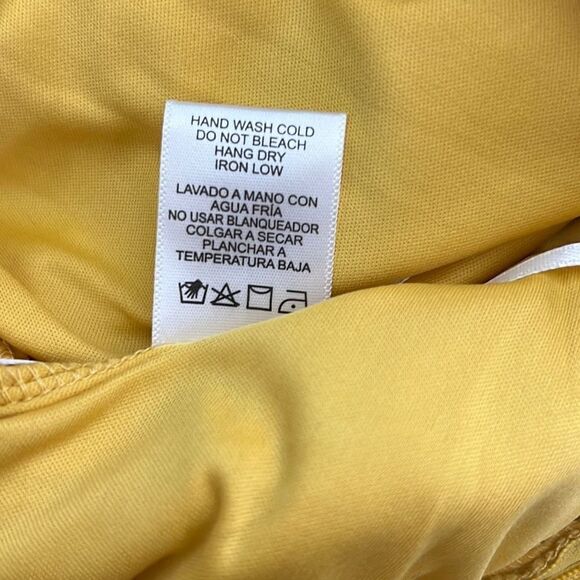 HAND WASH COLD
DO NOT BLEACH
HANG DRY
IRON LOW
LAVADO A MANO CON
AGUA FRÍA
NO USAR BLANQUEADOR
COLGAR A SECAR
PLANCHAR A
TEMPERATURA BAJA